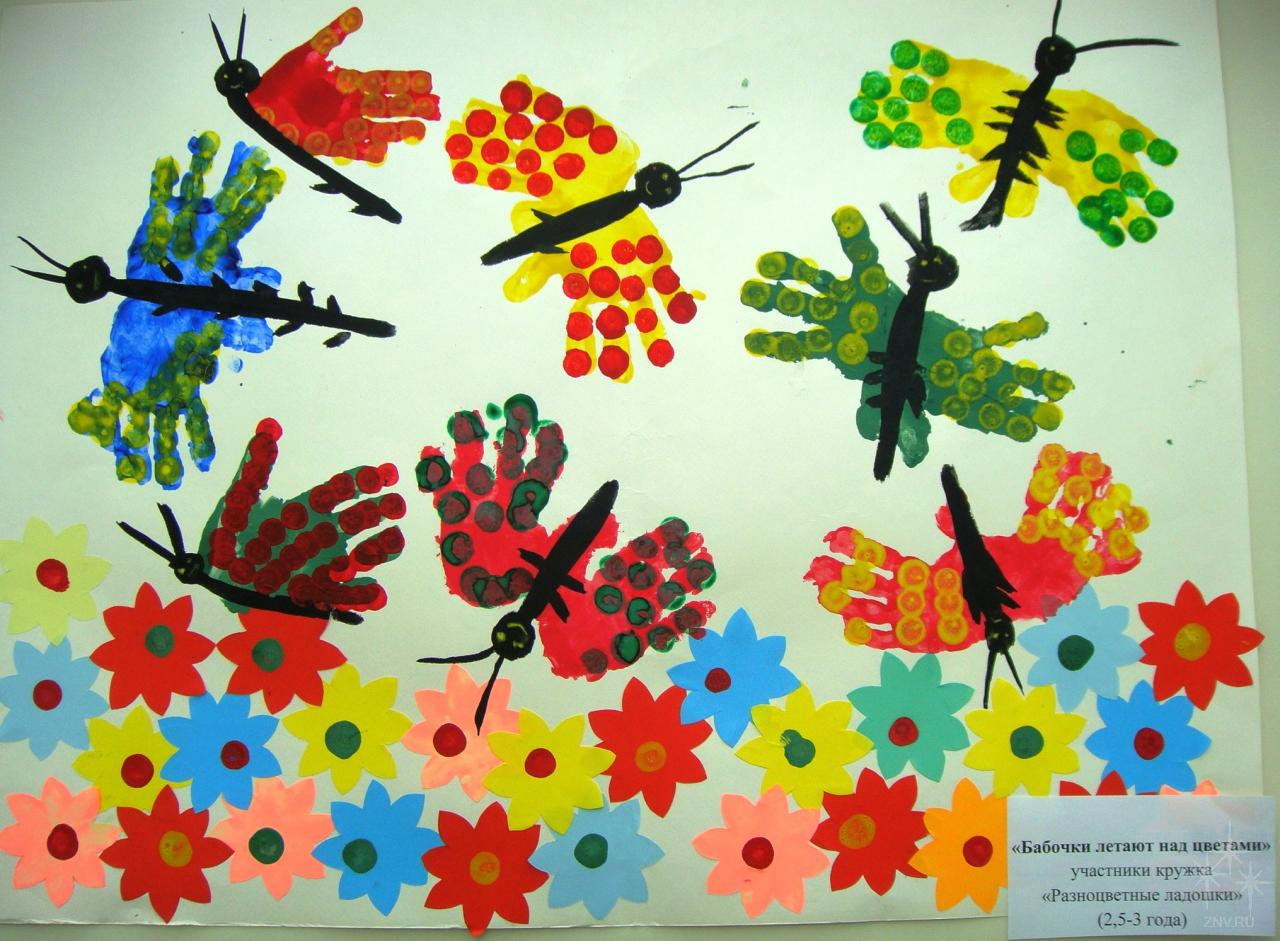 «Бабочки летают над цветами»
участники кружка
«Разноцветные ладошки»
(2,5-3 года)
ZNV.RU